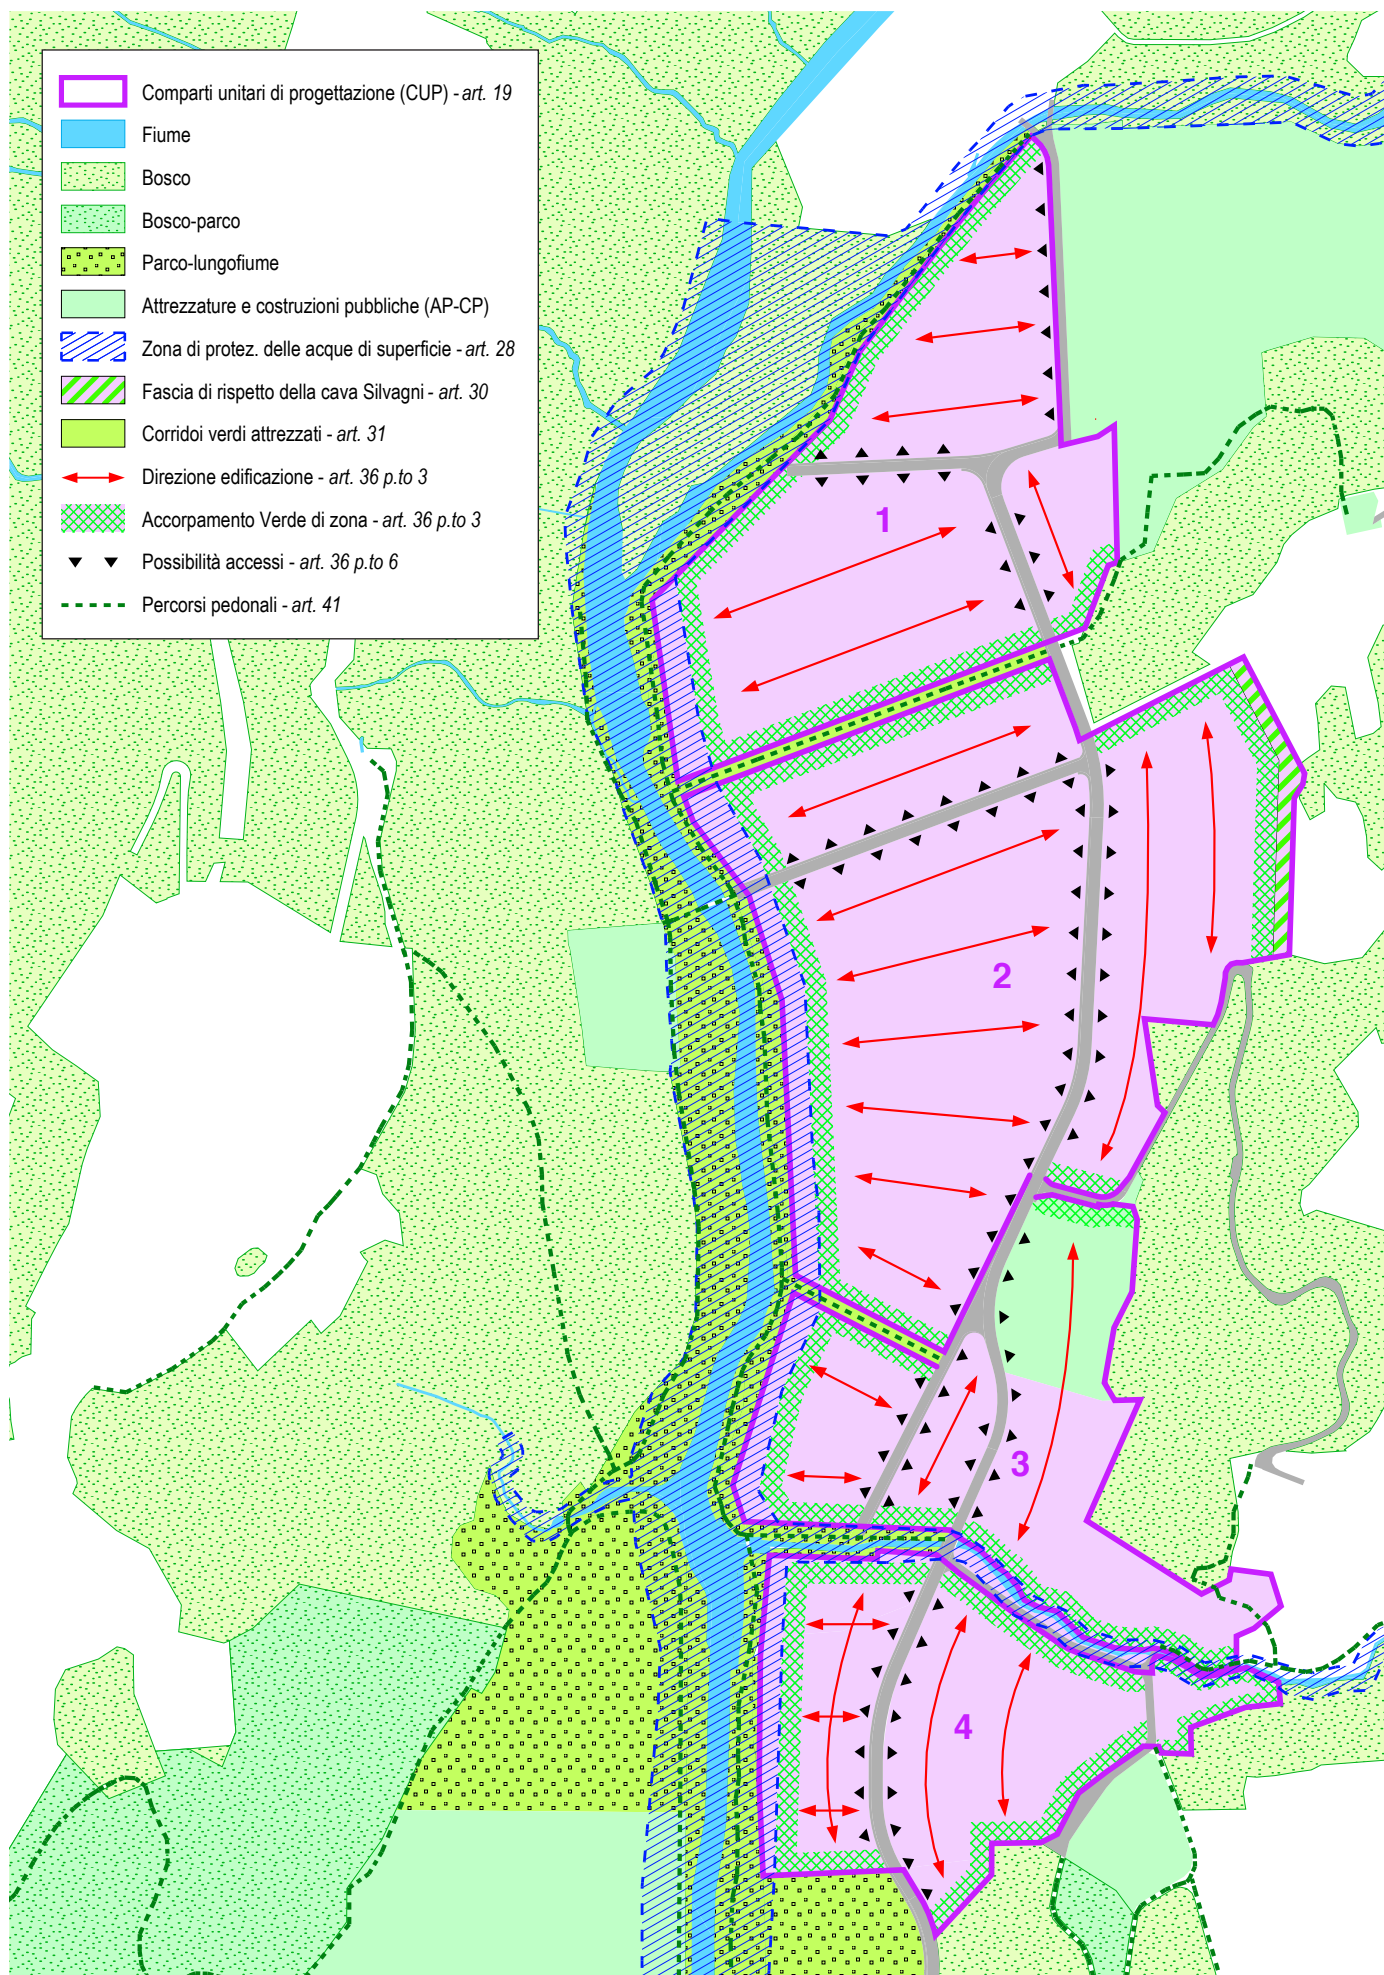 Comparti unitari di progettazione (CUP) - art. 19
Fiume
Bosco
Bosco-parco
Parco-lungofiume
Attrezzature e costruzioni pubbliche (AP-CP)
Zona di protez. delle acque di superficie - art. 28
Fascia di rispetto della cava Silvagni - art. 30
Corridoi verdi attrezzati - art. 31
Direzione edificazione - art. 36 p.to 3
Accorpamento Verde di zona - art. 36 p.to 3
Possibilità accessi - art. 36 p.to 6
Percorsi pedonali - art. 41
1
2
3
4